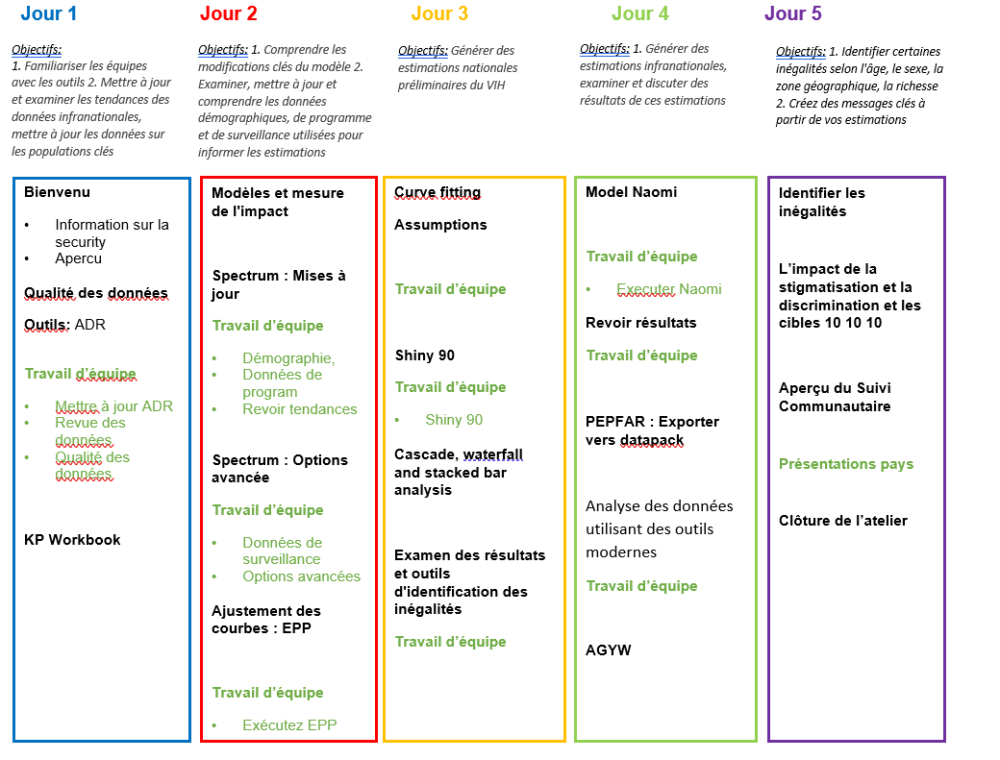 Jour 1
Objectifs:
1. Familiariser les équipes
avec les outils 2. Mettre à jour
et examiner les tendances des
données infranationales,
mettre à jour les données sur
les populations clés
Bienvenu
• Information sur la
security
• Apercu
Qualité des données
Outils: ADR
Travail d’équipe
• Mettre à jour ADR
• Revue des
données
• Qualité des
données
KP Workbook
Jour 2
Objectifs: 1. Comprendre les
modifications clés du modèle 2.
Examiner, mettre à jour et
comprendre les données
démographiques, de programme
et de surveillance utilisées pour
informer les estimations
Modèles et mesure
de l'impact
Spectrum : Mises à
jour
Travail d’équipe
• Démographie,
• Données de
program
• Revoir tendances
Spectrum : Options
avancée
Travail d’équipe
• Données de
surveillance
• Options avancées
Ajustement des
courbes : EPP
Travail d’équipe
• Exécutez EPP
Jour 3
Objectifs: Générer des
estimations nationales
préliminaires du VIH
Curve fitting
Assumptions
Travail d’équipe
Shiny 90
Travail d’équipe
• Shiny 90
Cascade, waterfall
and stacked bar
analysis
Examen des résultats
et outils
d'identification des
inégalités
Travail d’équipe
Jour 4
Objectifs: 1. Générer des
estimations infranationales,
examiner et discuter des
résultats de ces estimations
Model Naomi
Travail d’équipe
• Executer Naomi
Revoir résultats
Travail d’équipe
PEPFAR : Exporter
vers datapack
Analyse des données
utilisant des outils
modernes
Travail d’équipe
AGYW
Jour 5
Objectifs: 1. Identifier certaines
inégalités selon l'âge, le sexe, la
zone géographique, la richesse
2. Créez des messages clés à
partir de vos estimations
Identifier les
inégalités
L’impact de la
stigmatisation et la
discrimination et les
cibles 10 10 10
Aperçu du Suivi
Communautaire
Présentations pays
Clôture de l’atelier